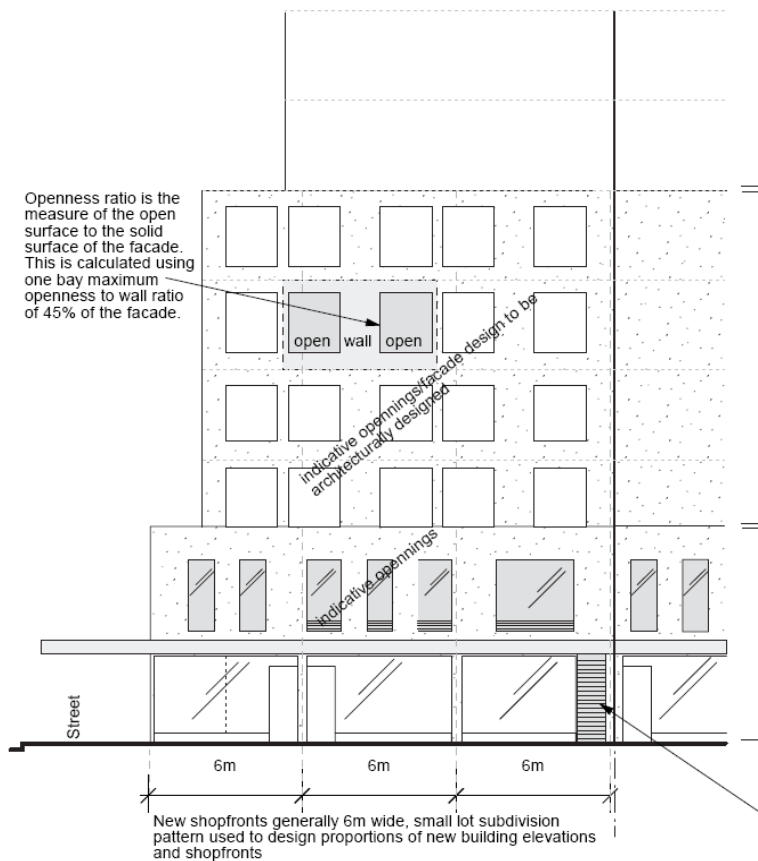 Openness ratio is the
measure of the open
surface to the solid
surface of the facade.
This is calculated using
one bay maximum
openness to wall ratio
of 45% of the facade.
open wall open
indicative opennings/facade design to be
architecturally designed
indicative opennings
Street
6m 6m 6m
New shopfronts generally 6m wide, small lot subdivision
pattern used to design proportions of new building elevations
and shopfronts